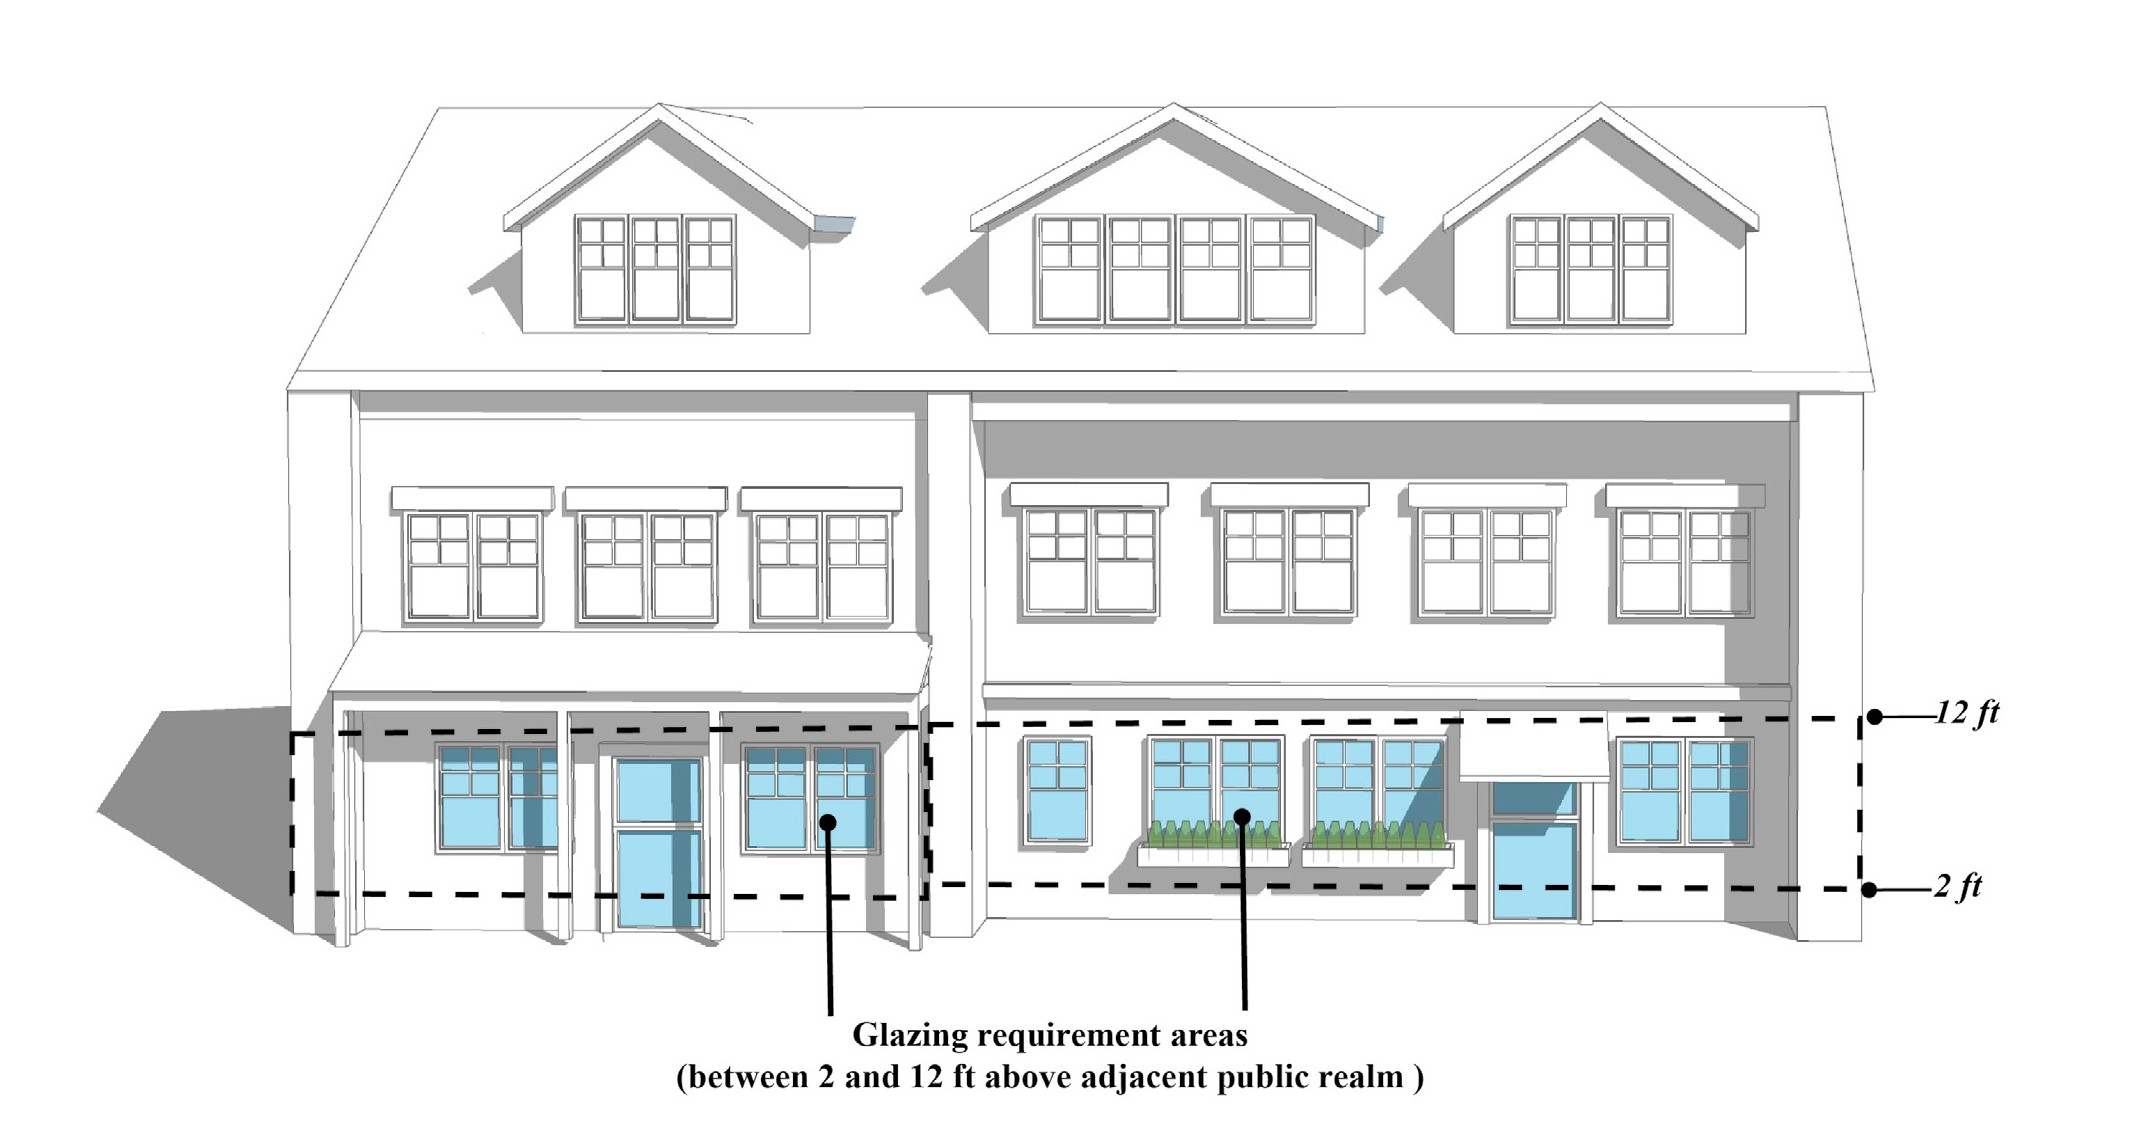 12 ft
2 ft
Glazing requirement areas
(between 2 and 12 ft above adjacent public realm )